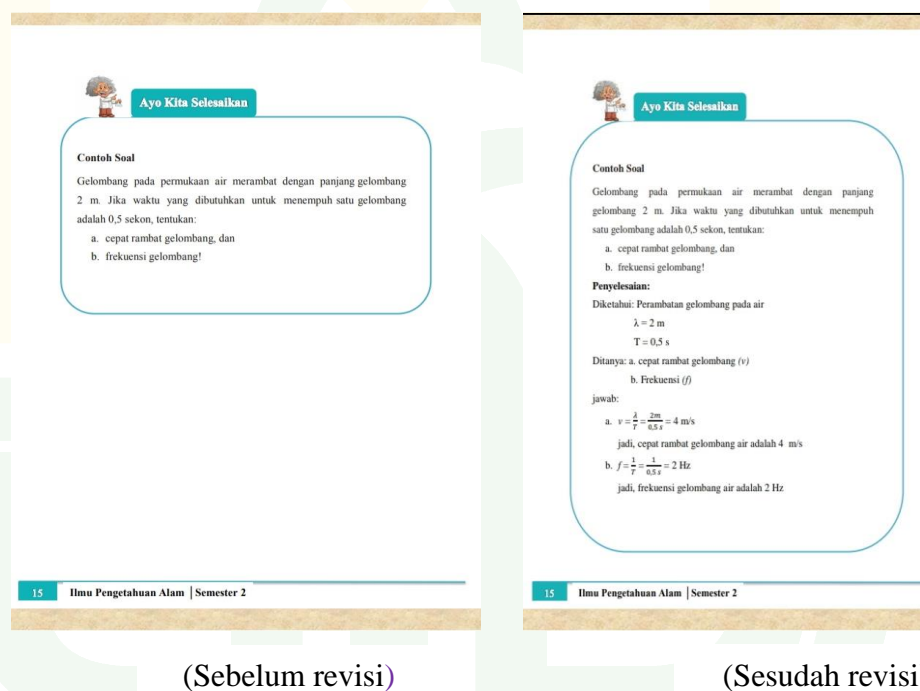 Ayo Kita Selesaikan
Contoh Soal
Gelombang pada permukaan air merambat dengan panjang gelombang
2 m. Jika waktu yang dibutuhkan untuk menempuh satu gelombang
adalah 0,5 sekon, tentukan:
a. cepat rambat gelombang, dan
b. frekuensi gelombang!
15 Ilmu Pengetahuan Alam | Semester 2
(Sebelum revisi)
Ayo Kita Selesaikan
Contoh Soal
Gelombang pada permukaan air merambat dengan panjang
gelombang 2 m. Jika waktu yang dibutuhkan untuk menempuh
satu gelombang adalah 0,5 sekon, tentukan:
a. cepat rambat gelombang, dan
b. frekuensi gelombang!
Penyelesaian:
Diketahui: Perambatan gelombang pada air
λ = 2 m
T = 0,5 s
Ditanya: a. cepat rambat gelombang (v)
b. Frekuensi (f)
jawab:
a. v = λ/T = 2m/0,5 s = 4 m/s
jadi, cepat rambat gelombang air adalah 4 m/s
b. f = 1/T = 1/0,5 s = 2 Hz
jadi, frekuensi gelombang air adalah 2 Hz
15 Ilmu Pengetahuan Alam | Semester 2
(Sesudah revisi